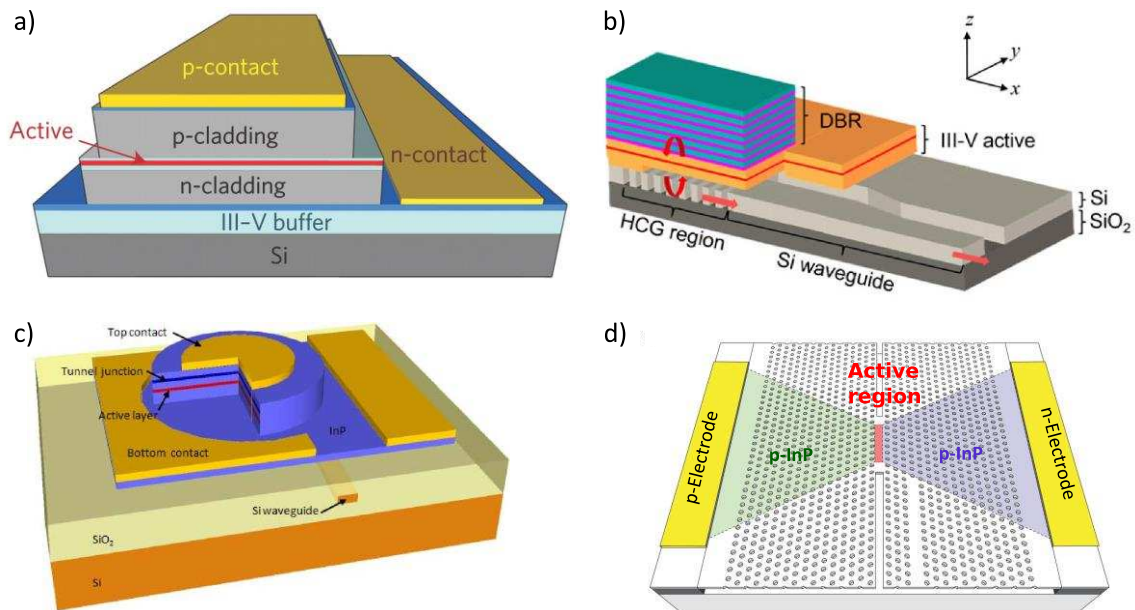 a)
p-contact
Active
p-cladding
n-contact
n-cladding
III–V buffer
Si
b)
z
y
x
DBR
III-V active
Si
SiO2
HCG region
Si waveguide
c)
Top contact
Tunnel junction
Active layer
InP
Bottom contact
Si waveguide
SiO2
Si
d)
Active
region
p-Electrode
p-InP
p-InP
n-Electrode